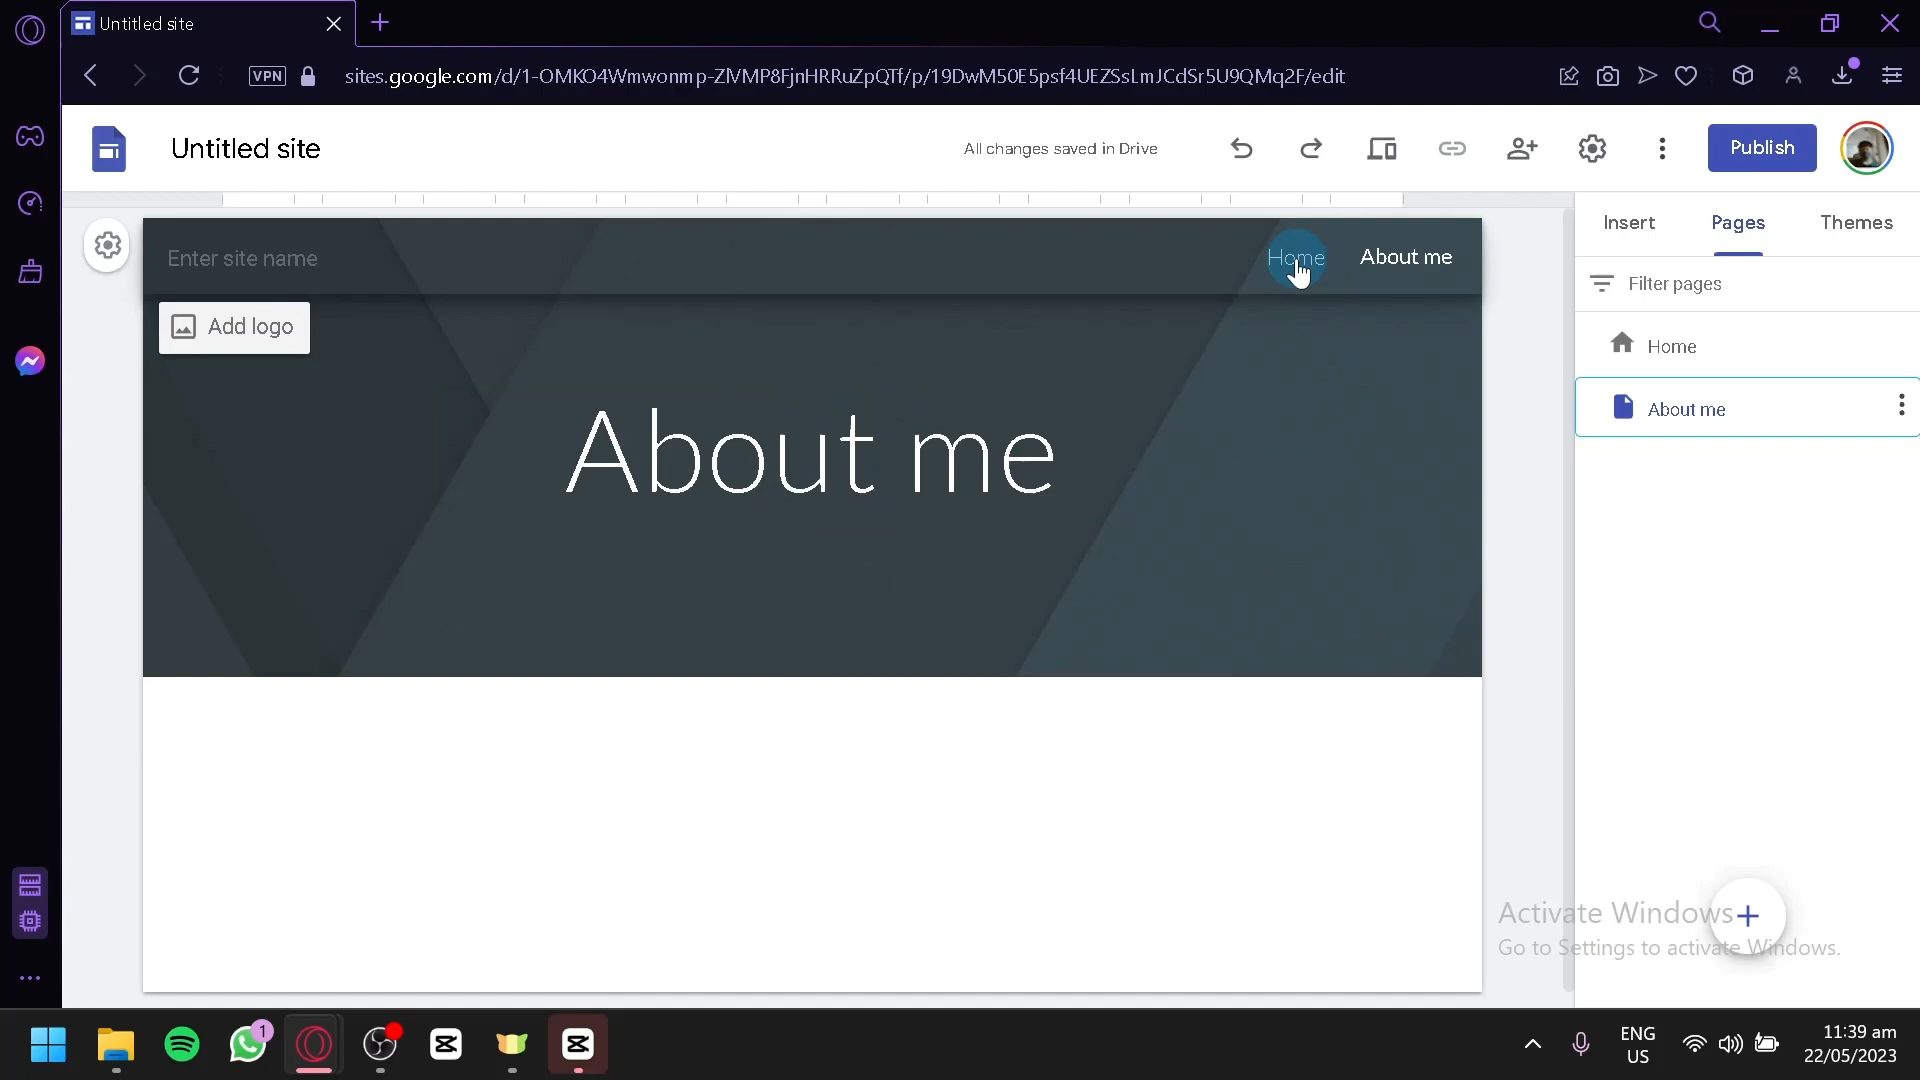 Untitled site
VPN
sites.google.com/d/1-OMKO4Wmwonmp-ZlVMP8FjnHRRuZpQTf/p/19DwM50E5psf4UEZSsLmJCdSr5U9QMq2F/edit
Untitled site
All changes saved in Drive
Publish
Insert
Pages
Themes
Enter site name
Home
About me
Filter pages
Add logo
Home
About me
About me
Activate Windows
Go to Settings to activate Windows.
1
ENG
US
11:39 am
22/05/2023